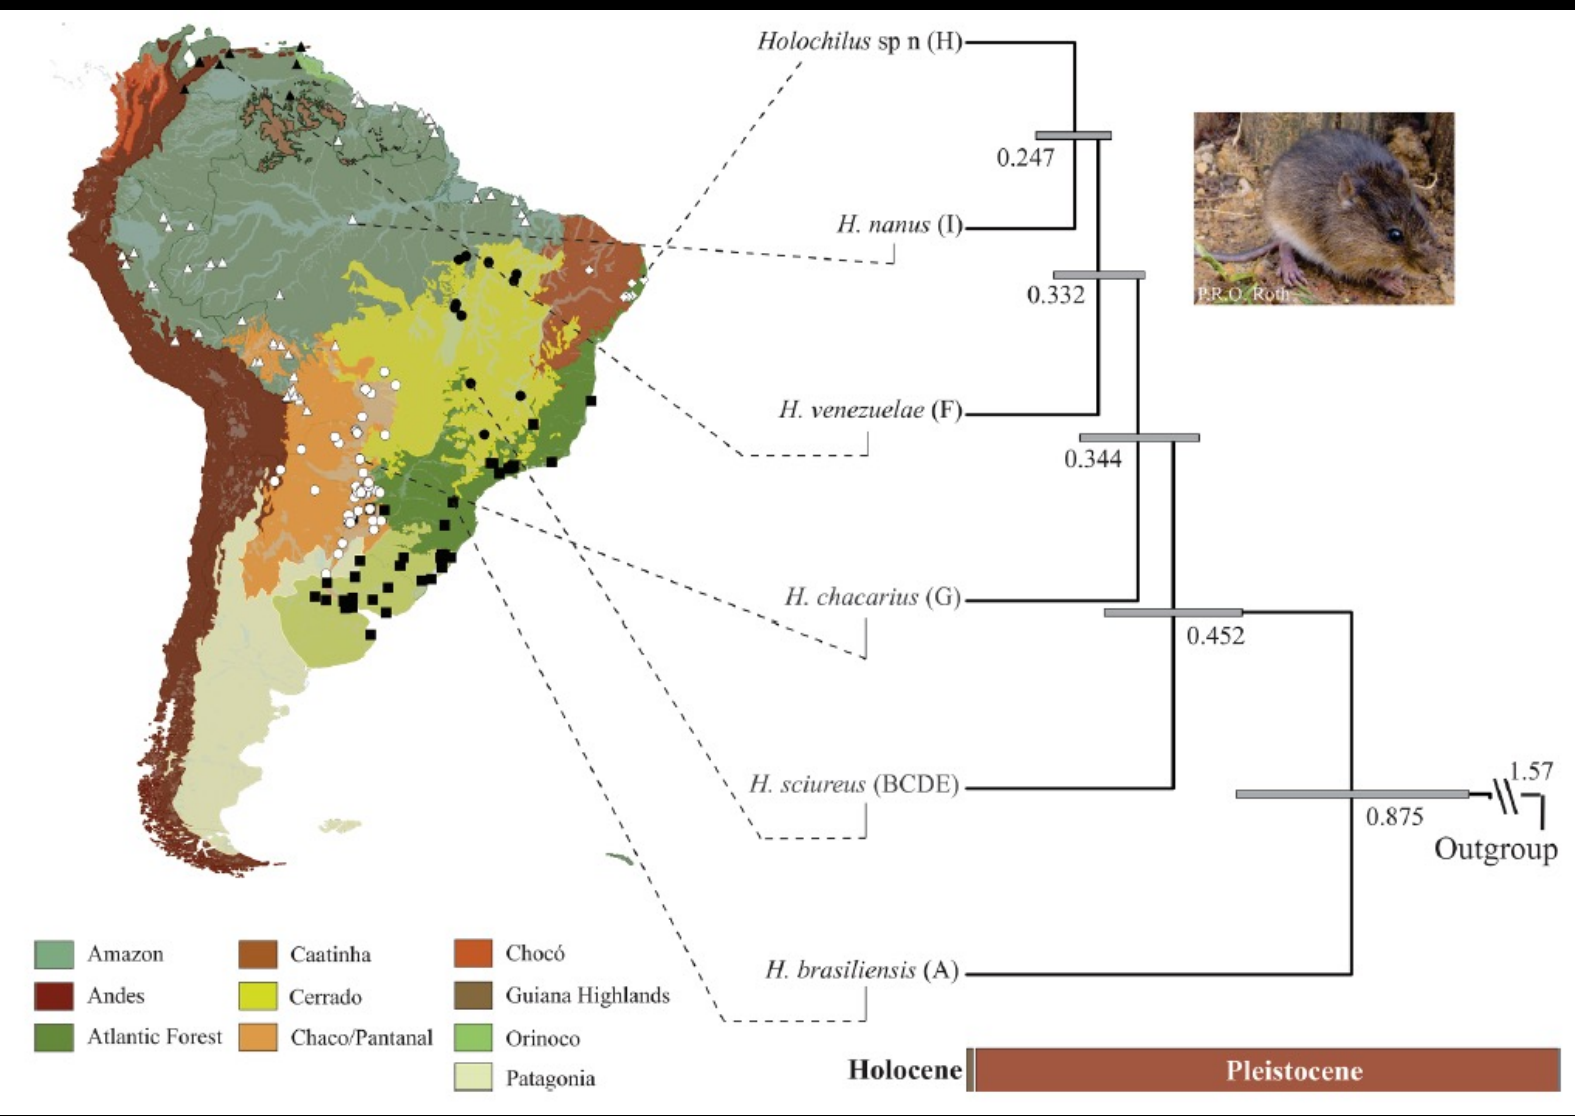 Holochilus sp n (H)
0.247
H. nanus (I)
0.332
P.R.O. Roth
H. venezuelae (F)
0.344
H. chacarius (G)
0.452
H. sciureus (BCDE)
1.57
0.875
Outgroup
H. brasiliensis (A)
Amazon
Andes
Atlantic Forest
Caatinha
Cerrado
Chaco/Pantanal
Chocó
Guiana Highlands
Orinoco
Patagonia
Holocene
Pleistocene